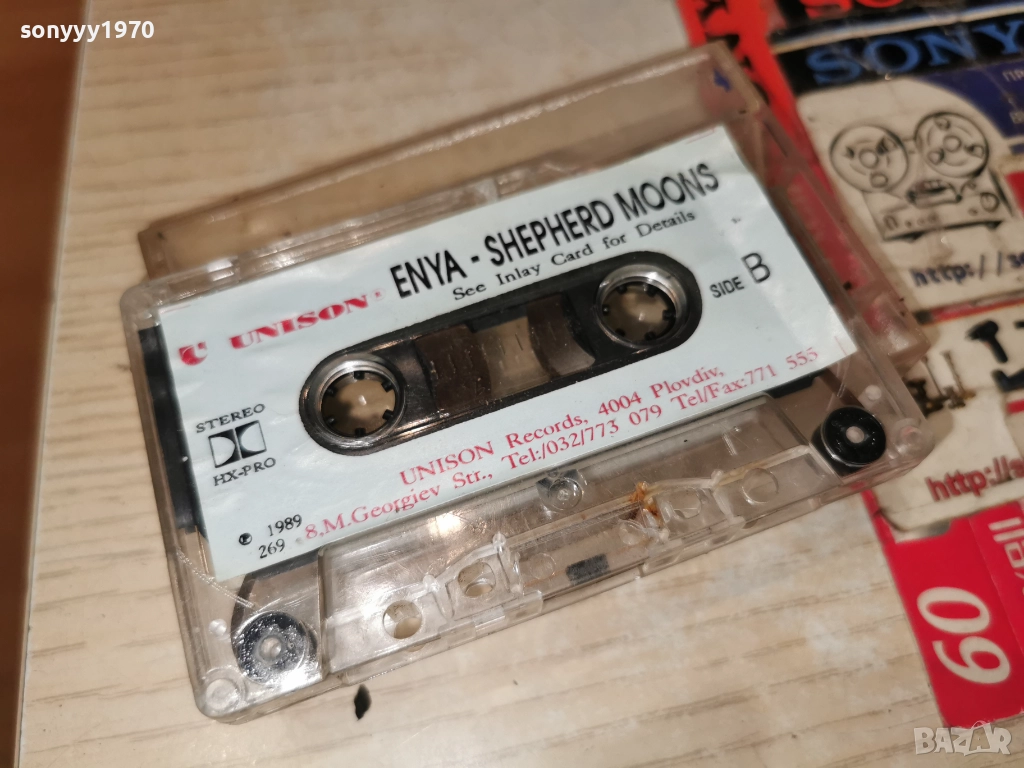 sonyyy1970
SONY
ENYA - SHEPHERD MOONS
See Inlay Card for Details
UNISON
SIDE B
STEREO
HX-PRO
UNISON Records, 4004 Plovdiv,
8,M.Georgiev Str., Tel:/032/773 079 Tel/Fax:771 555
℗ 1989
269
http://s
http://s
60
BAZAR